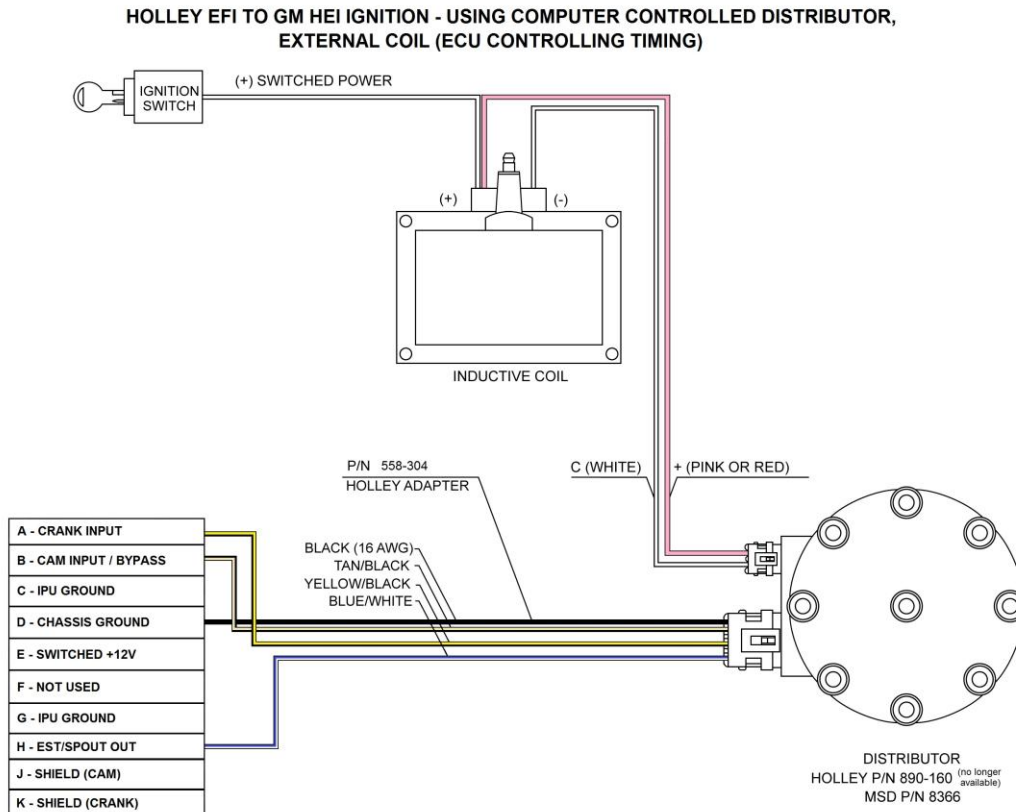 HOLLEY EFI TO GM HEI IGNITION - USING COMPUTER CONTROLLED DISTRIBUTOR,
EXTERNAL COIL (ECU CONTROLLING TIMING)
IGNITION
SWITCH
(+) SWITCHED POWER
(+)
(-)
INDUCTIVE COIL
P/N 558-304
HOLLEY ADAPTER
C (WHITE)
+ (PINK OR RED)
A - CRANK INPUT
B - CAM INPUT / BYPASS
C - IPU GROUND
D - CHASSIS GROUND
E - SWITCHED +12V
F - NOT USED
G - IPU GROUND
H - EST/SPOUT OUT
J - SHIELD (CAM)
K - SHIELD (CRANK)
BLACK (16 AWG)
TAN/BLACK
YELLOW/BLACK
BLUE/WHITE
DISTRIBUTOR
HOLLEY P/N 890-160 (no longer
available)
MSD P/N 8366